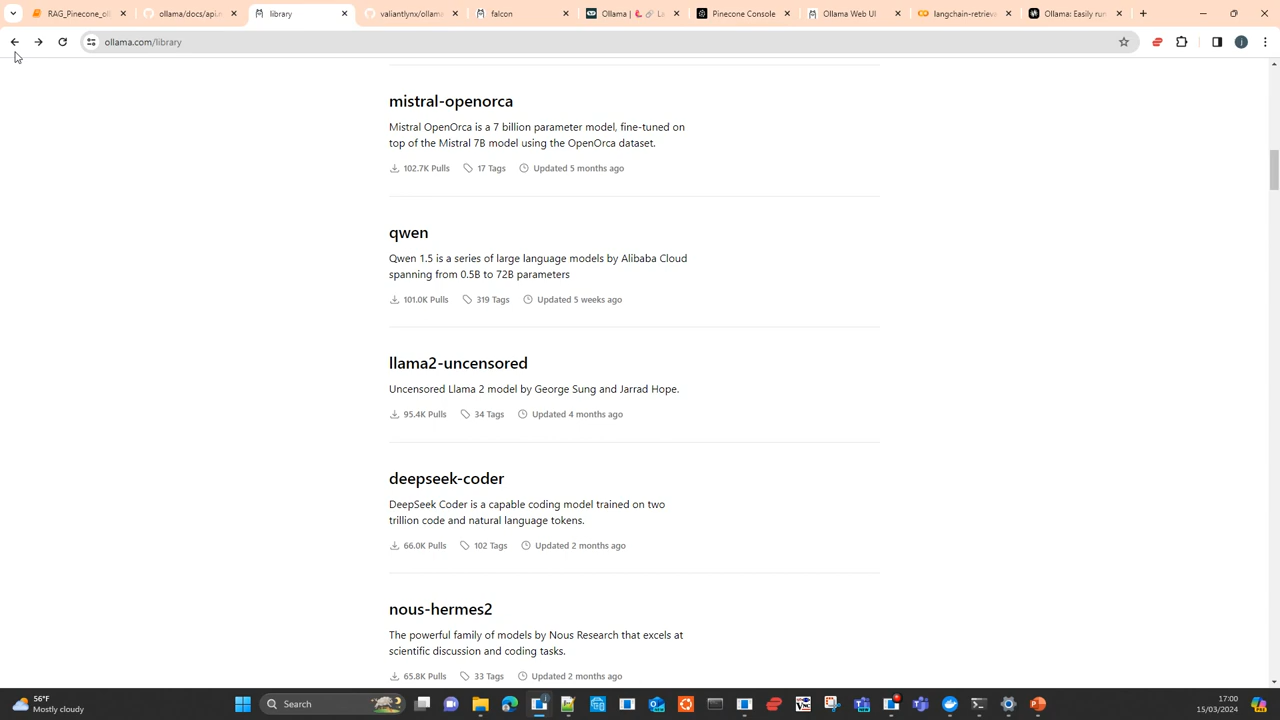 RAG_Pinecone_oll
ollama/docs/api.m
library
valiantlynx/ollama
falcon
Ollama | 🦜️🔗 La
Pinecone Console
Ollama Web UI
langchain-retrieva
Ollama: Easily run
ollama.com/library
i
mistral-openorca
Mistral OpenOrca is a 7 billion parameter model, fine-tuned on
top of the Mistral 7B model using the OpenOrca dataset.
102.7K Pulls 17 Tags Updated 5 months ago
qwen
Qwen 1.5 is a series of large language models by Alibaba Cloud
spanning from 0.5B to 72B parameters
101.0K Pulls 319 Tags Updated 5 weeks ago
llama2-uncensored
Uncensored Llama 2 model by George Sung and Jarrad Hope.
95.4K Pulls 34 Tags Updated 4 months ago
deepseek-coder
DeepSeek Coder is a capable coding model trained on two
trillion code and natural language tokens.
66.0K Pulls 102 Tags Updated 2 months ago
nous-hermes2
The powerful family of models by Nous Research that excels at
scientific discussion and coding tasks.
65.8K Pulls 33 Tags Updated 2 months ago
56°F
Mostly cloudy
Search
17:00
15/03/2024